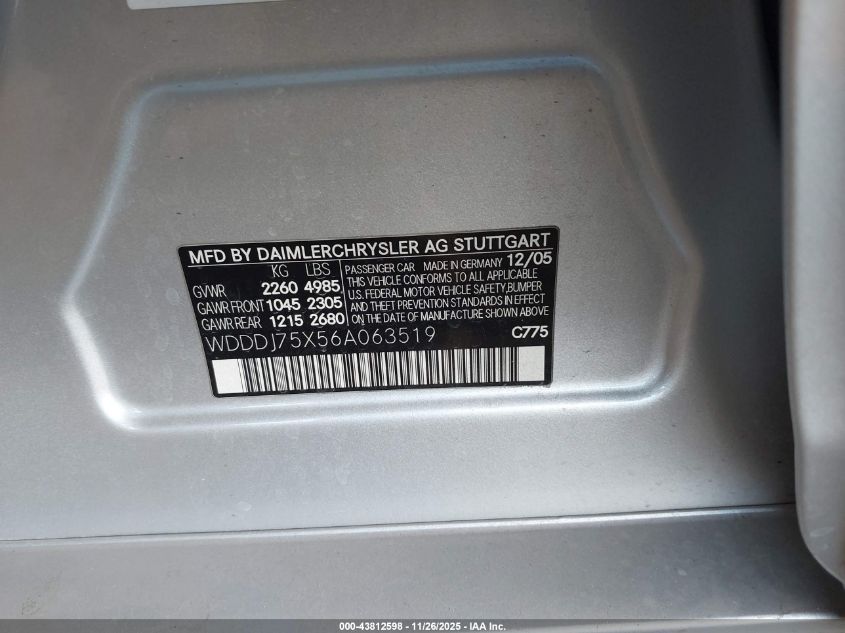 MFD BY DAIMLERCHRYSLER AG STUTTGART
KG LBS PASSENGER CAR MADE IN GERMANY 12/05
GVWR 2260 4985 THIS VEHICLE CONFORMS TO ALL APPLICABLE
U.S. FEDERAL MOTOR VEHICLE SAFETY,BUMPER
GAWR FRONT 1045 2305 AND THEFT PREVENTION STANDARDS IN EFFECT
GAWR REAR 1215 2680 ON THE DATE OF MANUFACTURE SHOWN ABOVE
WDDDJ75X56A063519 C775
000-43812598 - 11/26/2025 - IAA Inc.